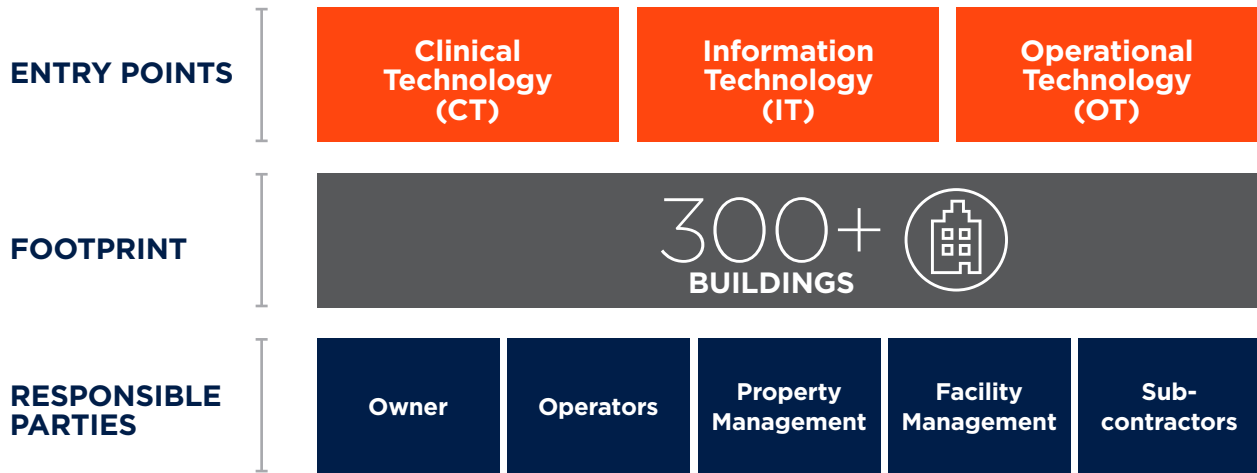 ENTRY POINTS
Clinical
Technology
(CT)
Information
Technology
(IT)
Operational
Technology
(OT)
FOOTPRINT
300+
BUILDINGS
RESPONSIBLE
PARTIES
Owner
Operators
Property
Management
Facility
Management
Sub-
contractors